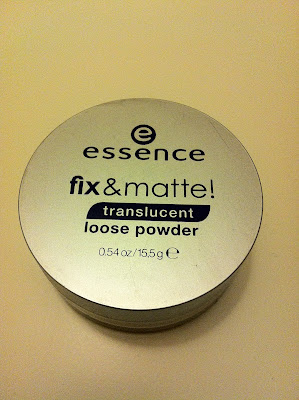 e
essence
fix&matte!
translucent
loose powder
0.54 oz/15,5 g ℮